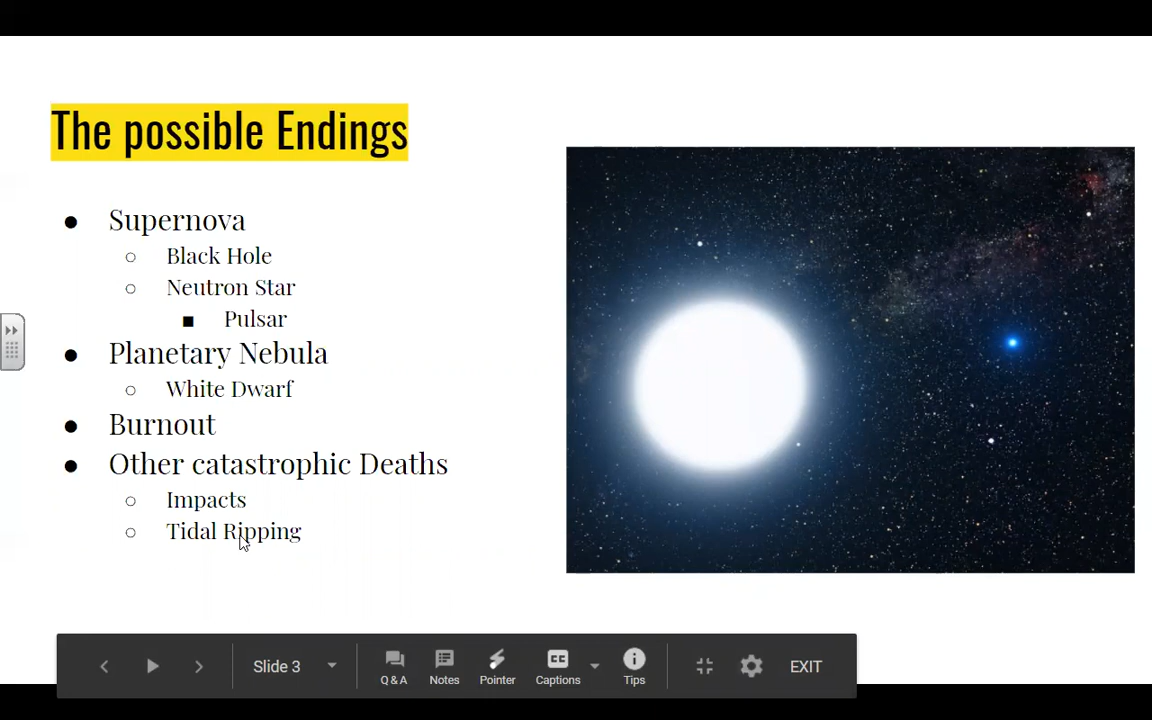 The possible Endings
● Supernova
○ Black Hole
○ Neutron Star
■ Pulsar
● Planetary Nebula
○ White Dwarf
● Burnout
● Other catastrophic Deaths
○ Impacts
○ Tidal Ripping
Slide 3
Q & A
Notes
Pointer
CC
Captions
Tips
EXIT